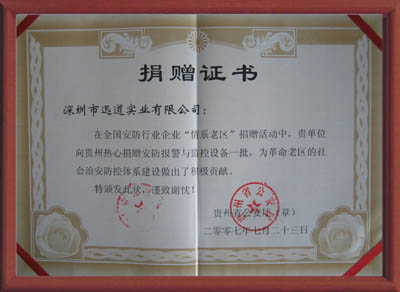 捐赠证书
深圳市迅道实业有限公司：
在全国安防行业企业“情系老区”捐赠活动中，贵单位
向贵州热心捐赠安防报警与监控设备一批，为革命老区的社
会治安防控体系建设做出了积极贡献。
特颁发此状，谨致谢忱！
贵州省公安厅（章）
二〇〇七年七月二十三日